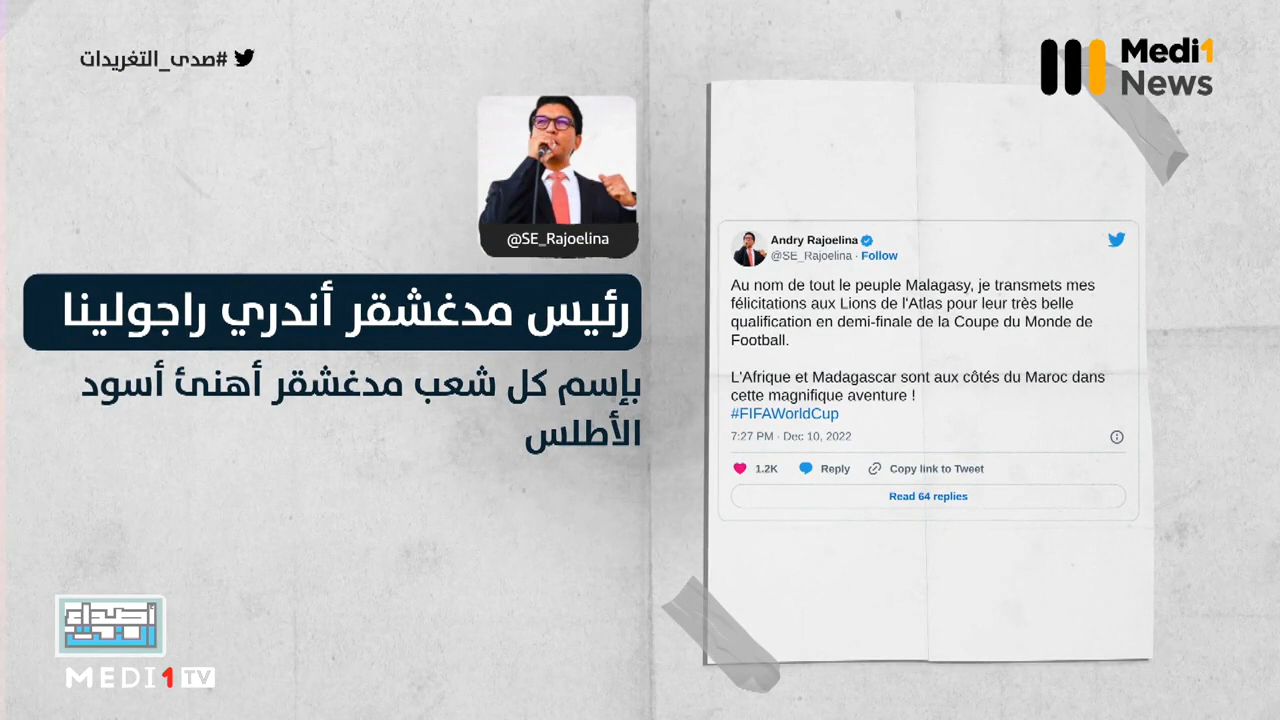 #صدى_التغريدات
Medi1
News
@SE_Rajoelina
رئيس مدغشقر أندري راجولينا
بإسم كل شعب مدغشقر أهنئ أسود
الأطلس
Andry Rajoelina
@SE_Rajoelina · Follow
Au nom de tout le peuple Malagasy, je transmets mes
félicitations aux Lions de l'Atlas pour leur très belle
qualification en demi-finale de la Coupe du Monde de
Football.
L'Afrique et Madagascar sont aux côtés du Maroc dans
cette magnifique aventure !
#FIFAWorldCup
7:27 PM · Dec 10, 2022
1.2K Reply Copy link to Tweet
Read 64 replies
أصداء
MEDI1 TV